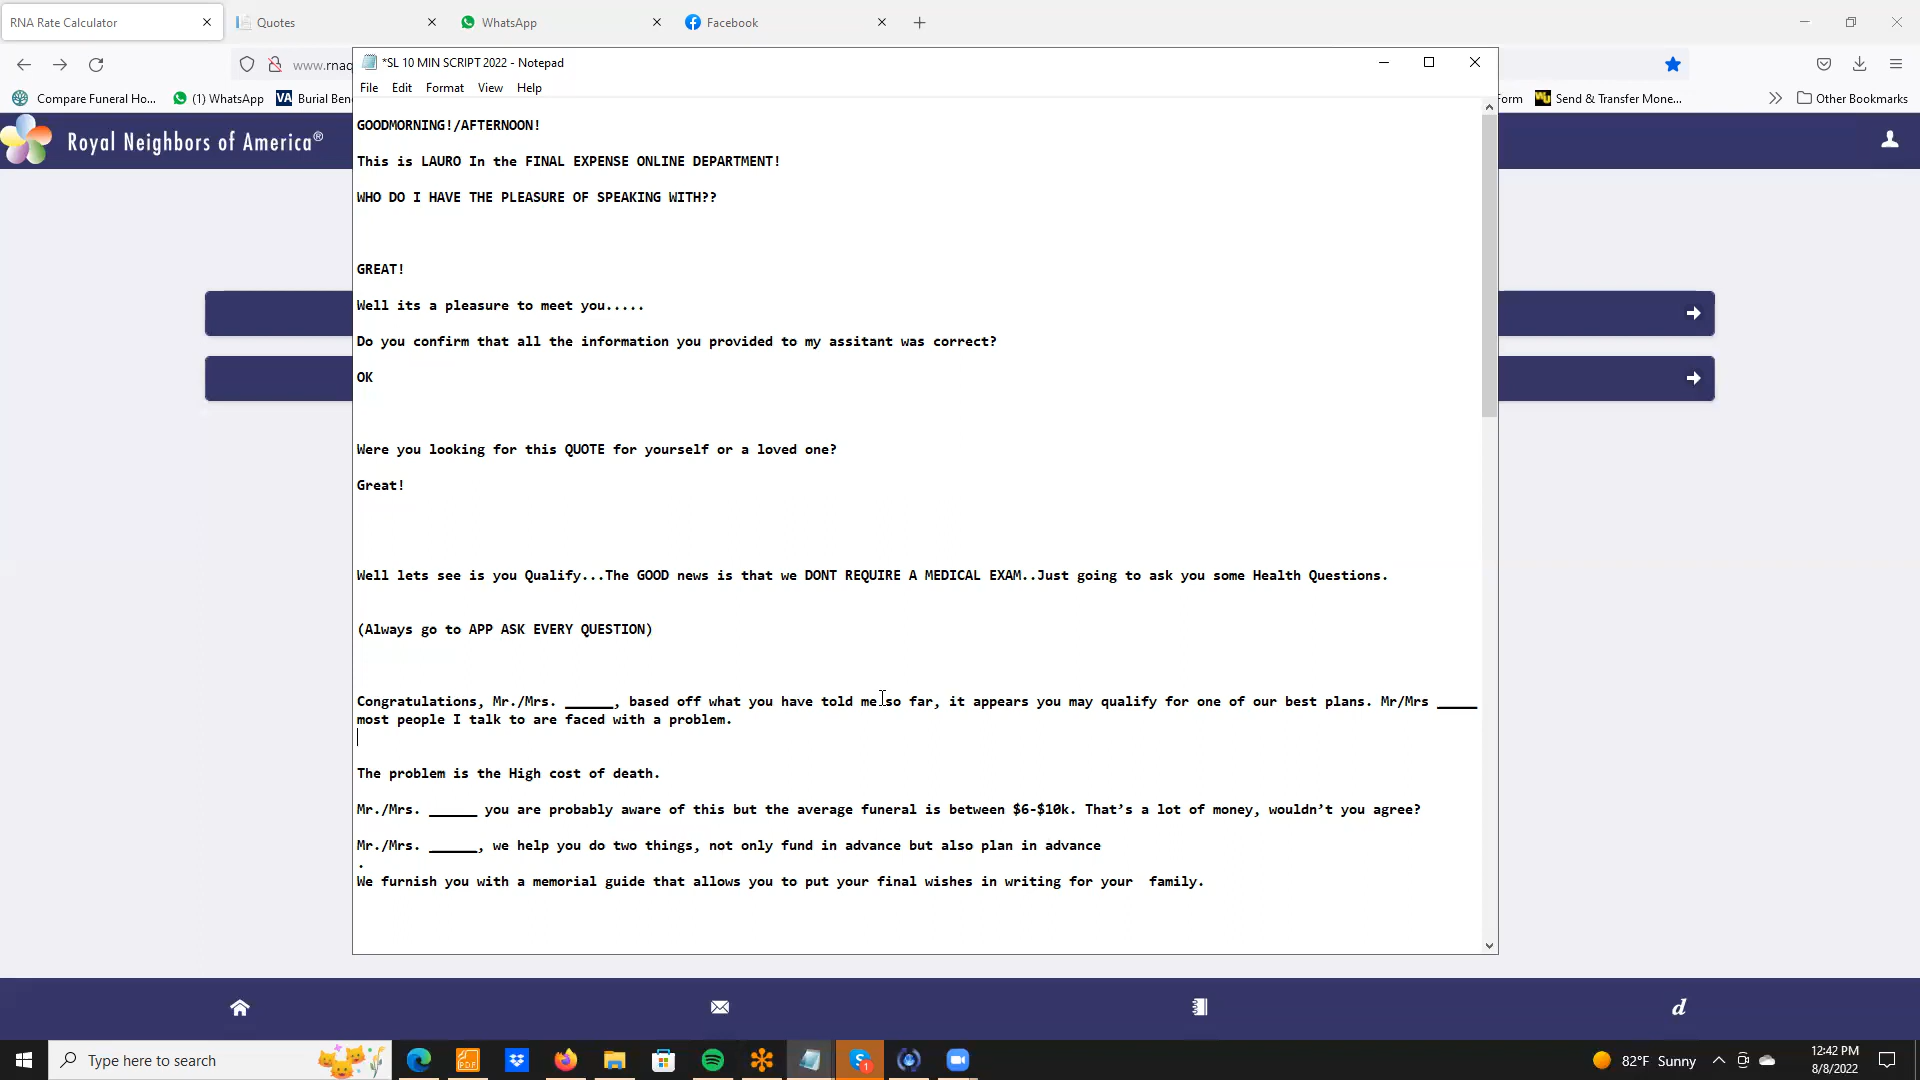 RNA Rate Calculator
Quotes
WhatsApp
Facebook
www.rnaq
*SL 10 MIN SCRIPT 2022 - Notepad
File Edit Format View Help
Compare Funeral Ho...
(1) WhatsApp
VA Burial Ben
Form
Send & Transfer Mone...
Other Bookmarks
Royal Neighbors of America®
GOODMORNING!/AFTERNOON!
This is LAURO In the FINAL EXPENSE ONLINE DEPARTMENT!
WHO DO I HAVE THE PLEASURE OF SPEAKING WITH??
GREAT!
Well its a pleasure to meet you.....
Do you confirm that all the information you provided to my assitant was correct?
OK
Were you looking for this QUOTE for yourself or a loved one?
Great!
Well lets see is you Qualify...The GOOD news is that we DONT REQUIRE A MEDICAL EXAM..Just going to ask you some Health Questions.
(Always go to APP ASK EVERY QUESTION)
Congratulations, Mr./Mrs. ______, based off what you have told me so far, it appears you may qualify for one of our best plans. Mr/Mrs _____
most people I talk to are faced with a problem.
The problem is the High cost of death.
Mr./Mrs. ______ you are probably aware of this but the average funeral is between $6-$10k. That’s a lot of money, wouldn’t you agree?
Mr./Mrs. ______, we help you do two things, not only fund in advance but also plan in advance
.
We furnish you with a memorial guide that allows you to put your final wishes in writing for your  family.
d
Type here to search
PDF
S
1
82°F Sunny
12:42 PM
8/8/2022